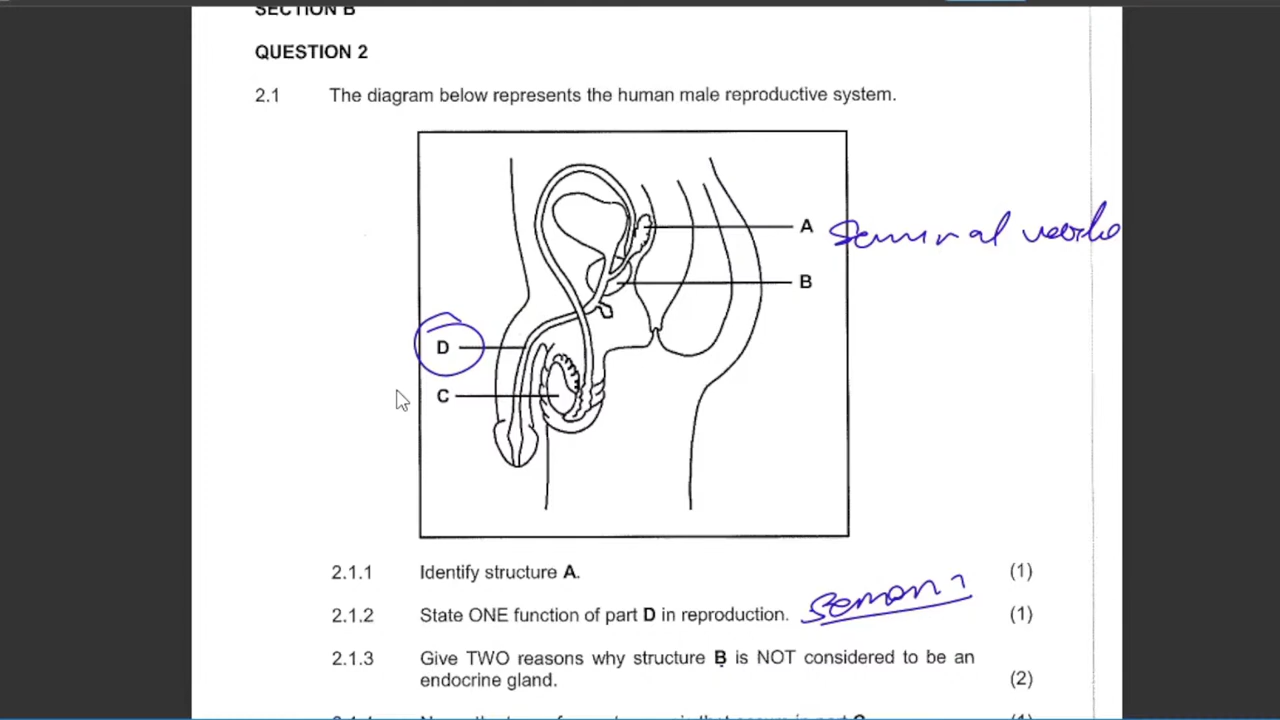 SECTION B
QUESTION 2
2.1 The diagram below represents the human male reproductive system.
A Seminal
B
D
C
2.1.1 Identify structure A. (1)
2.1.2 State ONE function of part D in reproduction. (1)
2.1.3 Give TWO reasons why structure B is NOT considered to be an
endocrine gland. (2)